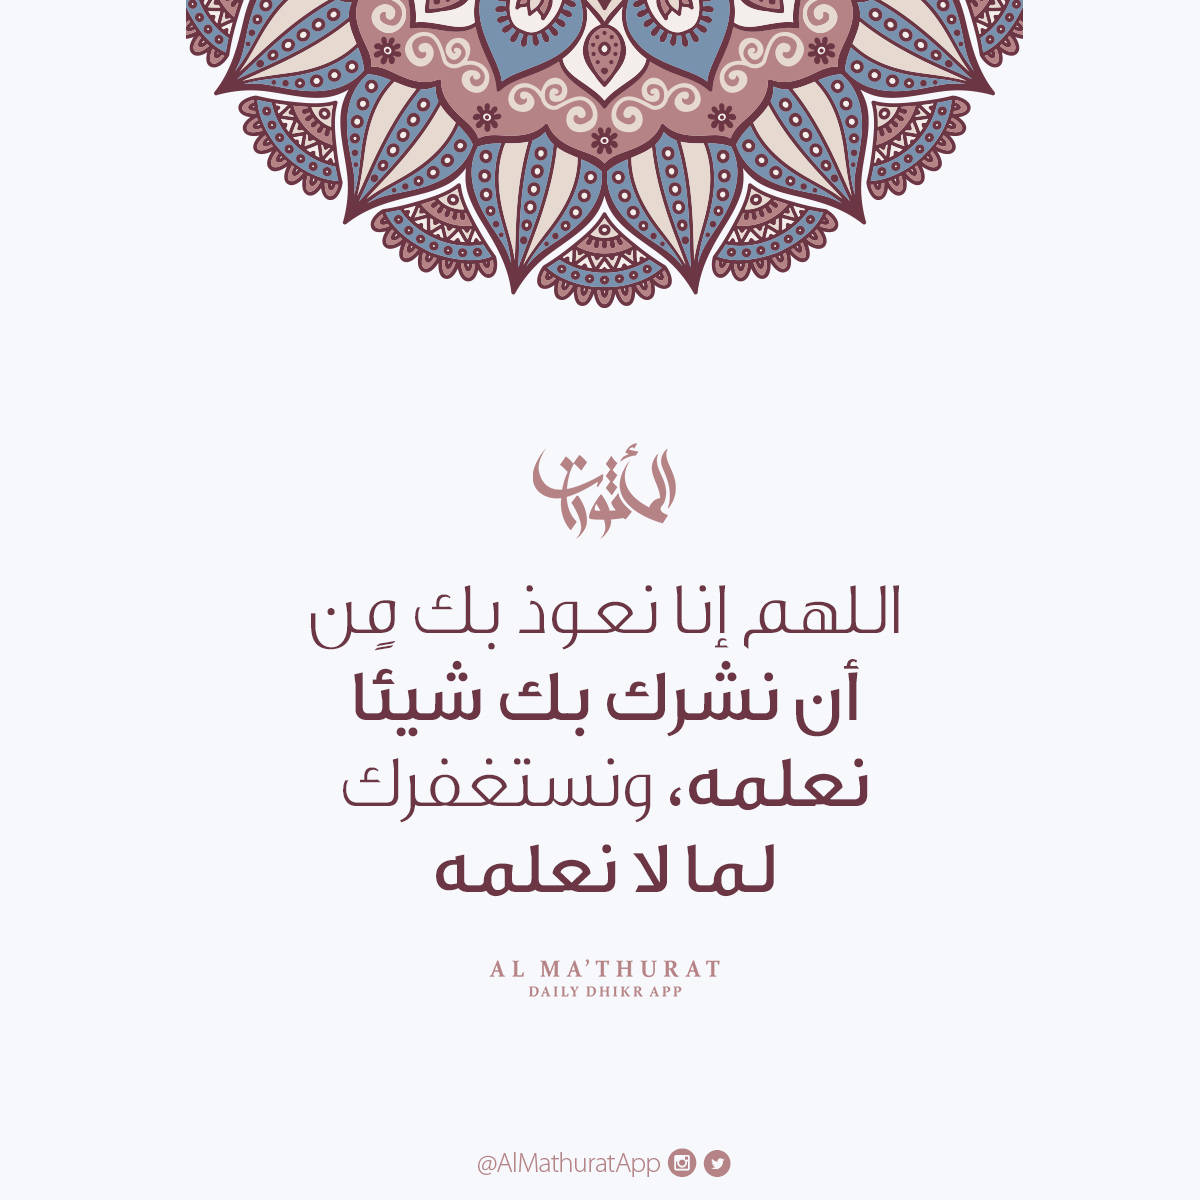 المأثورات
اللهم إنا نعوذ بك مٍن
أن نشرك بك شيئًا
نعلمه، ونستغفرك
لما لا نعلمه
AL MA’THURAT
DAILY DHIKR APP
@AlMathuratApp